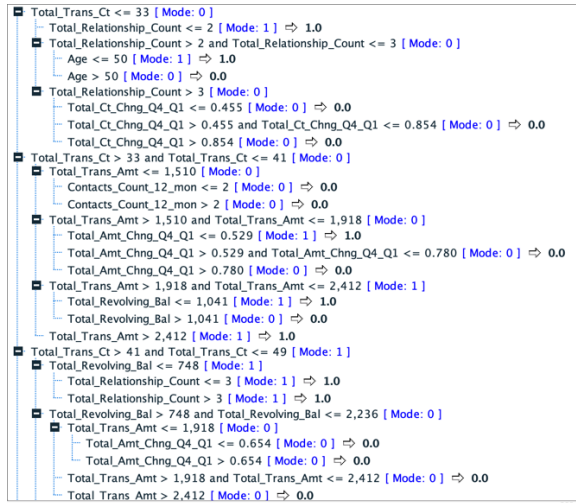 Total_Trans_Ct <= 33 [ Mode: 0 ]
Total_Relationship_Count <= 2 [ Mode: 1 ] ⇨ 1.0
Total_Relationship_Count > 2 and Total_Relationship_Count <= 3 [ Mode: 0 ]
Age <= 50 [ Mode: 1 ] ⇨ 1.0
Age > 50 [ Mode: 0 ] ⇨ 0.0
Total_Relationship_Count > 3 [ Mode: 0 ]
Total_Ct_Chng_Q4_Q1 <= 0.455 [ Mode: 0 ] ⇨ 0.0
Total_Ct_Chng_Q4_Q1 > 0.455 and Total_Ct_Chng_Q4_Q1 <= 0.854 [ Mode: 0 ] ⇨ 0.0
Total_Ct_Chng_Q4_Q1 > 0.854 [ Mode: 0 ] ⇨ 0.0
Total_Trans_Ct > 33 and Total_Trans_Ct <= 41 [ Mode: 0 ]
Total_Trans_Amt <= 1,510 [ Mode: 0 ]
Contacts_Count_12_mon <= 2 [ Mode: 0 ] ⇨ 0.0
Contacts_Count_12_mon > 2 [ Mode: 0 ] ⇨ 0.0
Total_Trans_Amt > 1,510 and Total_Trans_Amt <= 1,918 [ Mode: 0 ]
Total_Amt_Chng_Q4_Q1 <= 0.529 [ Mode: 1 ] ⇨ 1.0
Total_Amt_Chng_Q4_Q1 > 0.529 and Total_Amt_Chng_Q4_Q1 <= 0.780 [ Mode: 0 ] ⇨ 0.0
Total_Amt_Chng_Q4_Q1 > 0.780 [ Mode: 0 ] ⇨ 0.0
Total_Trans_Amt > 1,918 and Total_Trans_Amt <= 2,412 [ Mode: 1 ]
Total_Revolving_Bal <= 1,041 [ Mode: 1 ] ⇨ 1.0
Total_Revolving_Bal > 1,041 [ Mode: 0 ] ⇨ 0.0
Total_Trans_Amt > 2,412 [ Mode: 1 ] ⇨ 1.0
Total_Trans_Ct > 41 and Total_Trans_Ct <= 49 [ Mode: 1 ]
Total_Revolving_Bal <= 748 [ Mode: 1 ]
Total_Relationship_Count <= 3 [ Mode: 1 ] ⇨ 1.0
Total_Relationship_Count > 3 [ Mode: 1 ] ⇨ 1.0
Total_Revolving_Bal > 748 and Total_Revolving_Bal <= 2,236 [ Mode: 0 ]
Total_Trans_Amt <= 1,918 [ Mode: 0 ]
Total_Amt_Chng_Q4_Q1 <= 0.654 [ Mode: 0 ] ⇨ 0.0
Total_Amt_Chng_Q4_Q1 > 0.654 [ Mode: 0 ] ⇨ 0.0
Total_Trans_Amt > 1,918 and Total_Trans_Amt <= 2,412 [ Mode: 0 ] ⇨ 0.0
Total_Trans_Amt > 2,412 [ Mode: 0 ] ⇨ 0.0